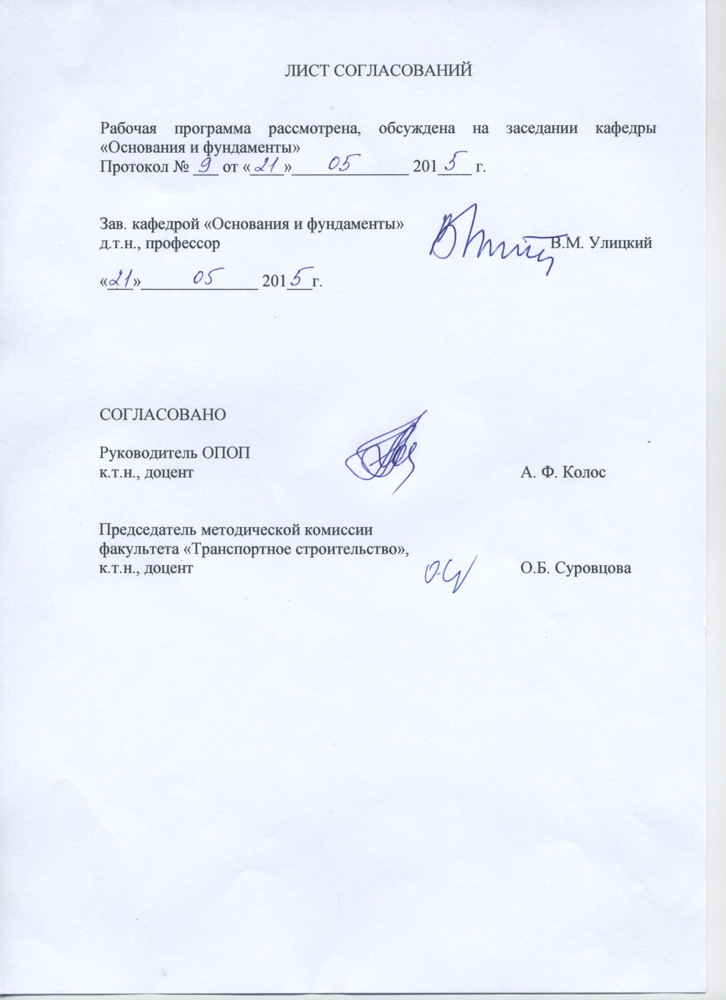 ЛИСТ СОГЛАСОВАНИЙ
Рабочая программа рассмотрена, обсуждена на заседании кафедры
«Основания и фундаменты»
Протокол № 9 от «21» 05 2015 г.
Зав. кафедрой «Основания и фундаменты»
д.т.н., профессор В.М. Улицкий
«21» 05 2015 г.
СОГЛАСОВАНО
Руководитель ОПОП
к.т.н., доцент А. Ф. Колос
Председатель методической комиссии
факультета «Транспортное строительство»,
к.т.н., доцент О.Б. Суровцова